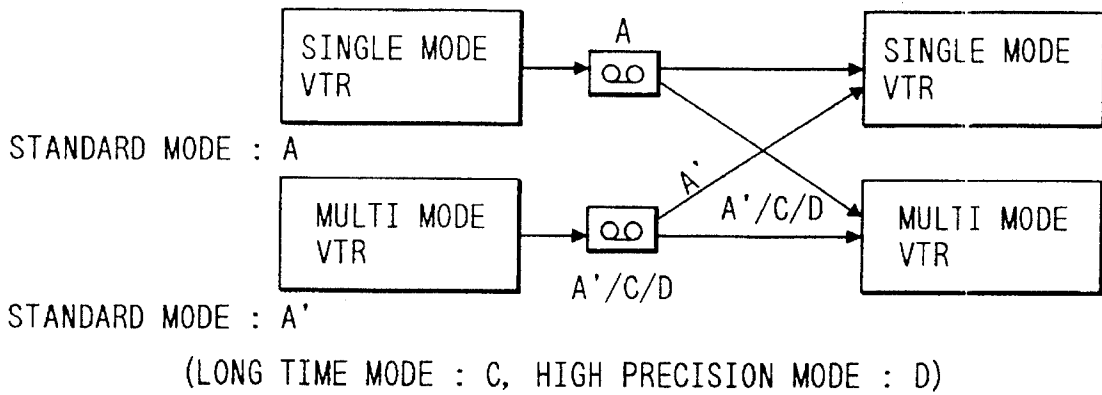 SINGLE MODE
VTR
A
SINGLE MODE
VTR
STANDARD MODE : A
A'
MULTI MODE
VTR
A'/C/D
A'/C/D
MULTI MODE
VTR
STANDARD MODE : A'
(LONG TIME MODE : C, HIGH PRECISION MODE : D)